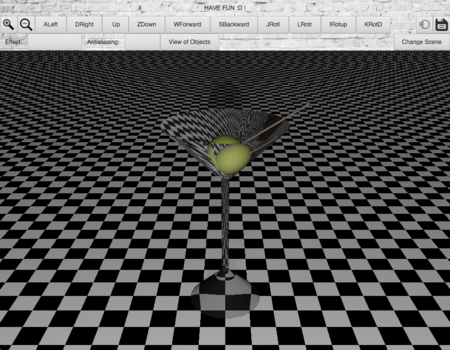 HAVE FUN :D !
ALeft DRight Up ZDown WForward SBackward JRotl LRotr IRotup KRotD
Effect: Antialiasing: View of Objects Change Scene